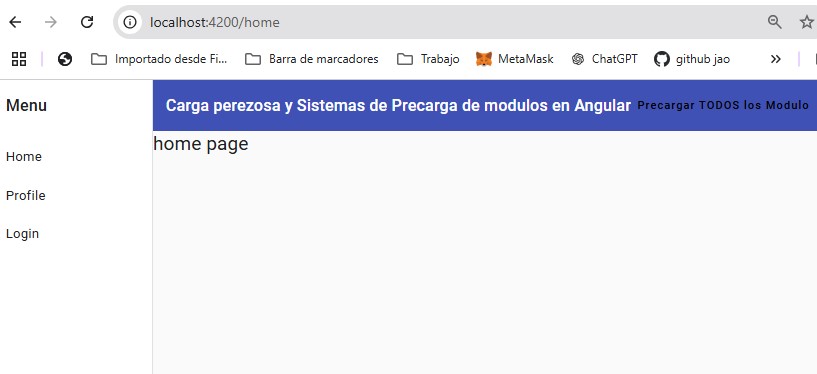 localhost:4200/home
Importado desde Fi... Barra de marcadores Trabajo MetaMask ChatGPT github jao
Menu
Carga perezosa y Sistemas de Precarga de modulos en Angular Precargar TODOS los Modulo
home page
Home
Profile
Login